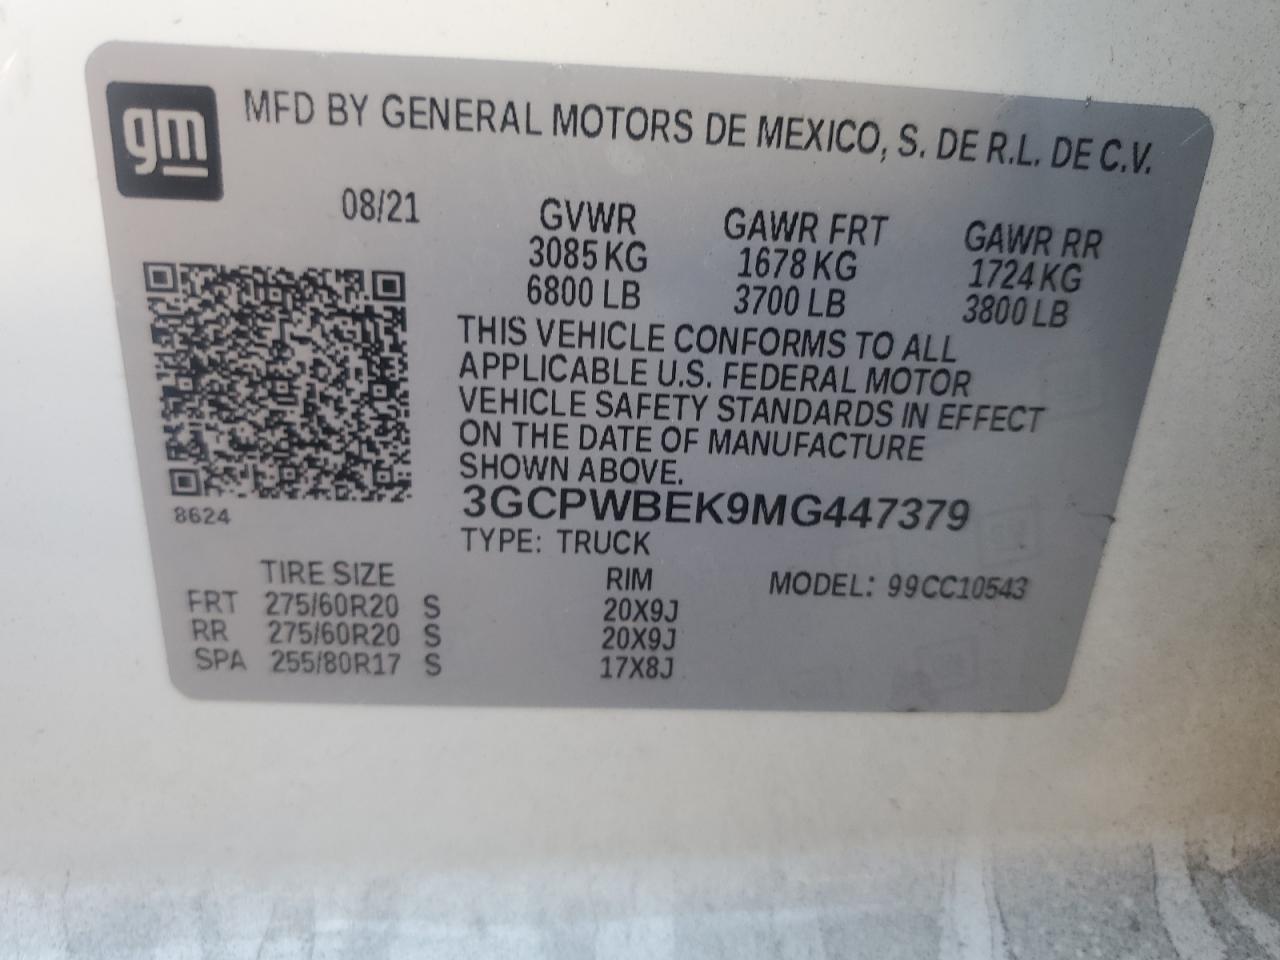 gm
MFD BY GENERAL MOTORS DE MEXICO, S. DE R.L. DE C.V.
08/21 GVWR GAWR FRT GAWR RR
3085 KG 1678 KG 1724 KG
6800 LB 3700 LB 3800 LB
THIS VEHICLE CONFORMS TO ALL
APPLICABLE U.S. FEDERAL MOTOR
VEHICLE SAFETY STANDARDS IN EFFECT
ON THE DATE OF MANUFACTURE
SHOWN ABOVE.
3GCPWBEK9MG447379
8624
TYPE: TRUCK
TIRE SIZE RIM MODEL: 99CC10543
FRT 275/60R20 S 20X9J
RR 275/60R20 S 20X9J
SPA 255/80R17 S 17X8J